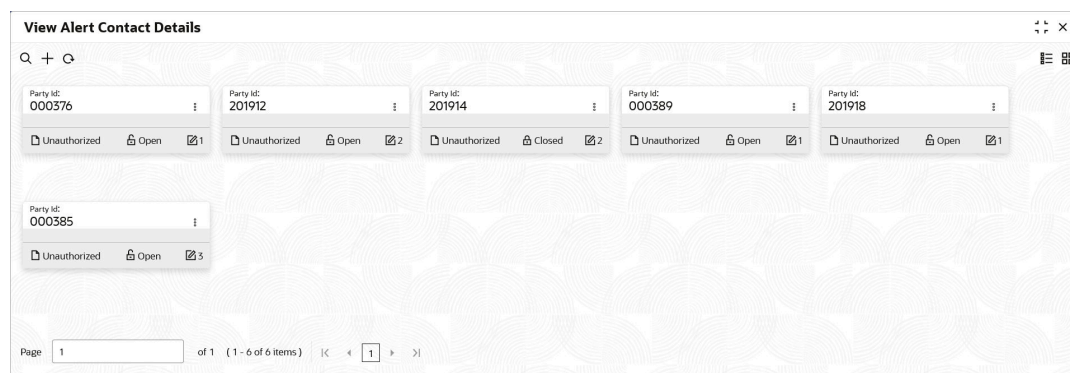 View Alert Contact Details
Party Id: Party Id: Party Id: Party Id: Party Id:
000376 201912 201914 000389 201918
Unauthorized Open 1 Unauthorized Open 2 Unauthorized Closed 2 Unauthorized Open 1 Unauthorized Open 1
Party Id:
000385
Unauthorized Open 3
Page 1 of 1 ( 1 - 6 of 6 items ) 1